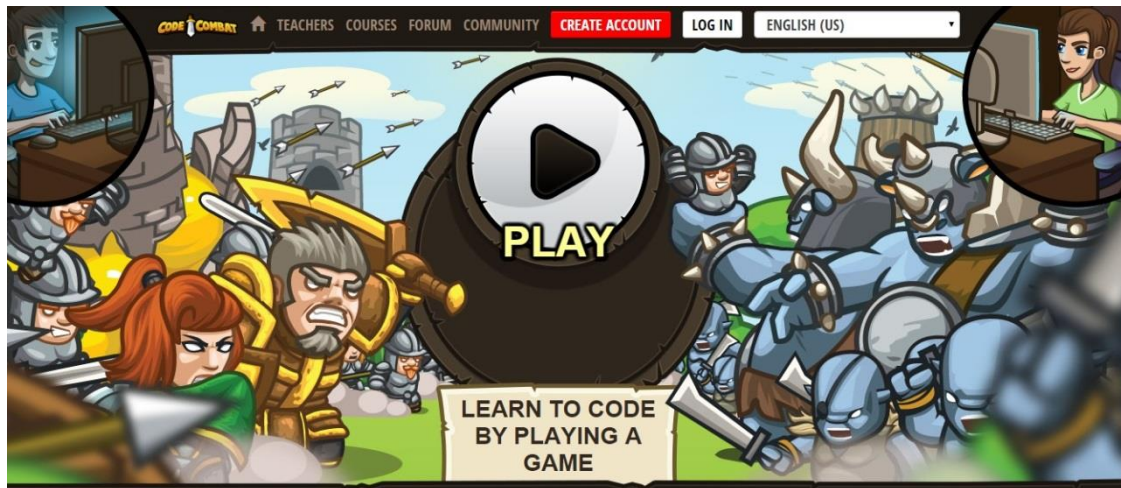 CODE COMBAT TEACHERS COURSES FORUM COMMUNITY CREATE ACCOUNT LOG IN ENGLISH (US)
PLAY
LEARN TO CODE
BY PLAYING A
GAME